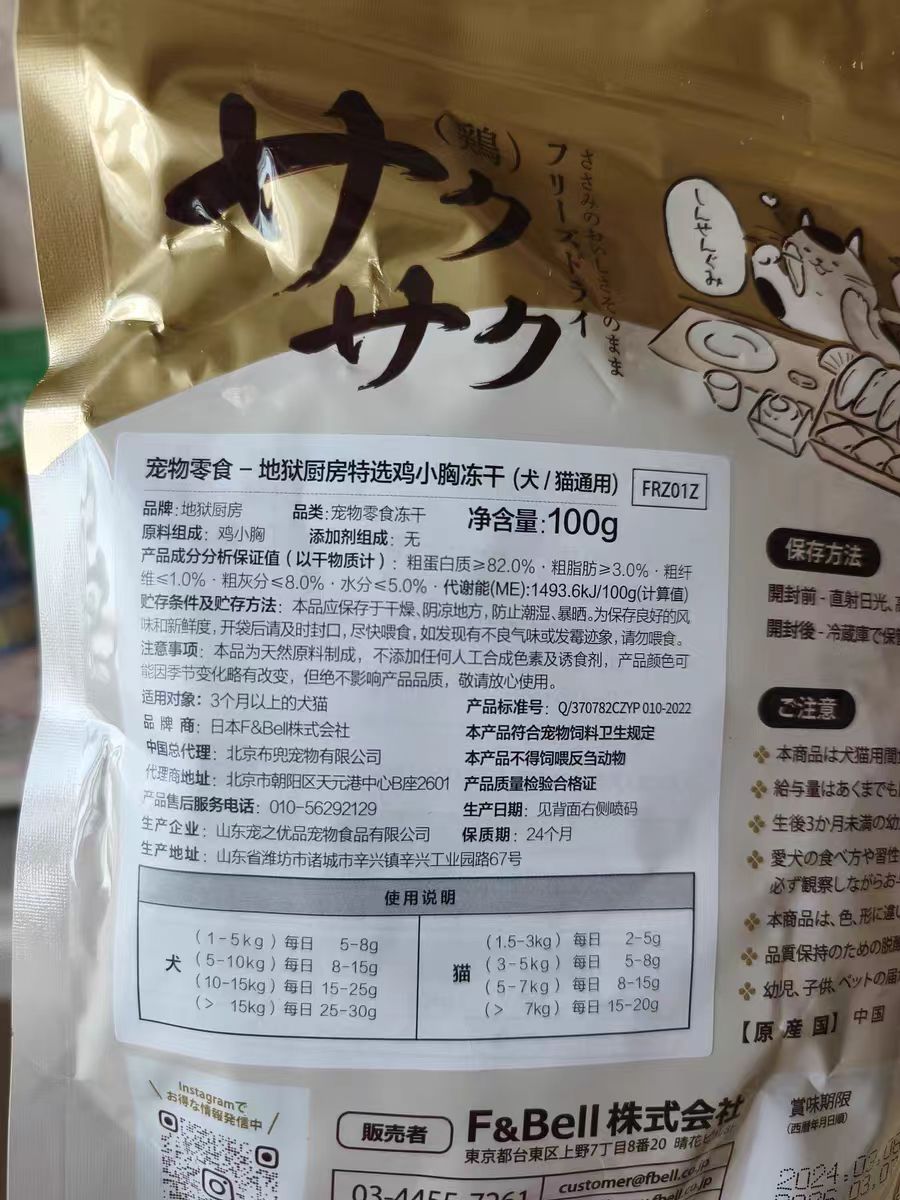 サクサク
（鶏）
フリーズドライ
ささみのおいしさそのまま
しんせんぐみ
宠物零食 – 地狱厨房特选鸡小胸冻干 (犬 / 猫通用)
FRZ01Z
品牌: 地狱厨房 品类: 宠物零食冻干 净含量:100g
原料组成: 鸡小胸 添加剂组成: 无
产品成分分析保证值 ( 以干物质计 ) : 粗蛋白质≥82.0% · 粗脂肪≥3.0% · 粗纤
维≤1.0% · 粗灰分≤8.0% · 水分≤5.0% · 代谢能(ME):1493.6kJ/100g(计算值)
贮存条件及贮存方法: 本品应保存于干燥、阴凉地方, 防止潮湿、暴晒。为保存良好的风
味和新鲜度, 开袋后请及时封口, 尽快喂食, 如发现有不良气味或发霉迹象, 请勿喂食。
注意事项: 本品为天然原料制成, 不添加任何人工合成色素及诱食剂, 产品颜色可
能因季节变化略有改变, 但绝不影响产品品质, 敬请放心使用。
适用对象: 3个月以上的犬猫 产品标准号: Q/370782CZYP 010-2022
品 牌 商: 日本F&Bell株式会社 本产品符合宠物饲料卫生规定
中国总代理: 北京布兜宠物有限公司 本产品不得饲喂反刍动物
代理商地址: 北京市朝阳区天元港中心B座2601 产品质量检验合格证
产品售后服务电话: 010-56292129 生产日期: 见背面右侧喷码
生产企业: 山东宠之优品宠物食品有限公司 保质期: 24个月
生产地址: 山东省潍坊市诸城市辛兴镇辛兴工业园路67号
使用说明
犬
(1-5kg) 每日 5-8g
(5-10kg) 每日 8-15g
(10-15kg) 每日 15-25g
(> 15kg) 每日 25-30g
猫
(1.5-3kg) 每日 2-5g
(3-5kg) 每日 5-8g
(5-7kg) 每日 8-15g
(> 7kg) 每日 15-20g
保存方法
開封前 - 直射日光、
開封後 - 冷蔵庫で保
ご注意
本商品は犬猫用間
給与量はあくまでも
生後3か月未満の幼
愛犬の食べ方や習性
必ず観察しながらお
本商品は、色、形に違
品質保持のための脱
幼児、子供、ペットの届
【原 産 国】 中国
Instagramで
お得な情報発信中
販売者
F&Bell 株式会社
東京都台東区上野7丁目8番20 晴花
03-4455-7261
customer@fbell.co.jp
賞味期限
(西暦年月日順)